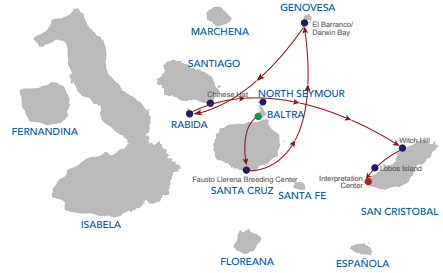 GENOVESA
El Barranco/
Darwin Bay
MARCHENA
SANTIAGO
Chinese Hat
NORTH SEYMOUR
RABIDA
BALTRA
FERNANDINA
Witch Hill
Lobos Island
Interpretation
Center
Fausto Llerena Breeding Center
SANTA CRUZ
SANTA FE
SAN CRISTOBAL
ISABELA
FLOREANA
ESPAÑOLA